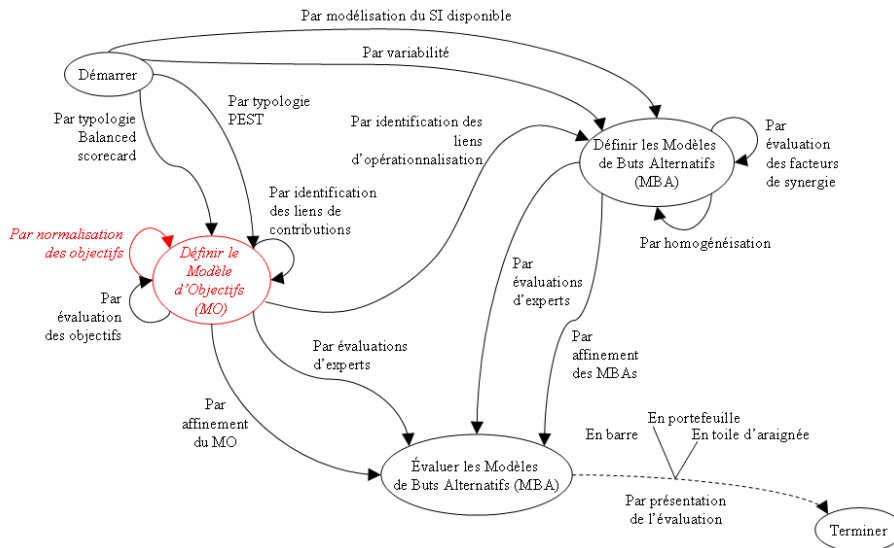 Par modélisation du SI disponible
Par variabilité
Démarrer
Par typologie
PEST
Par typologie
Balanced
scorecard
Par identification des
liens
d'opérationnalisation
Définir les Modèles
de Buts Alternatifs
(MBA)
Par
évaluation
des facteurs
de synergie
Par identification
des liens de
contributions
Par homogénéisation
Par normalisation
des objectifs
Définir le
Modèle
d'Objectifs
(MO)
Par
évaluation
des objectifs
Par
évaluations
d'experts
Par évaluations
d'experts
Par
affinement
des MBAs
Par
affinement
du MO
En portefeuille
En barre
En toile d'araignée
Évaluer les Modèles
de Buts Alternatifs (MBA)
Par présentation
de l'évaluation
Terminer